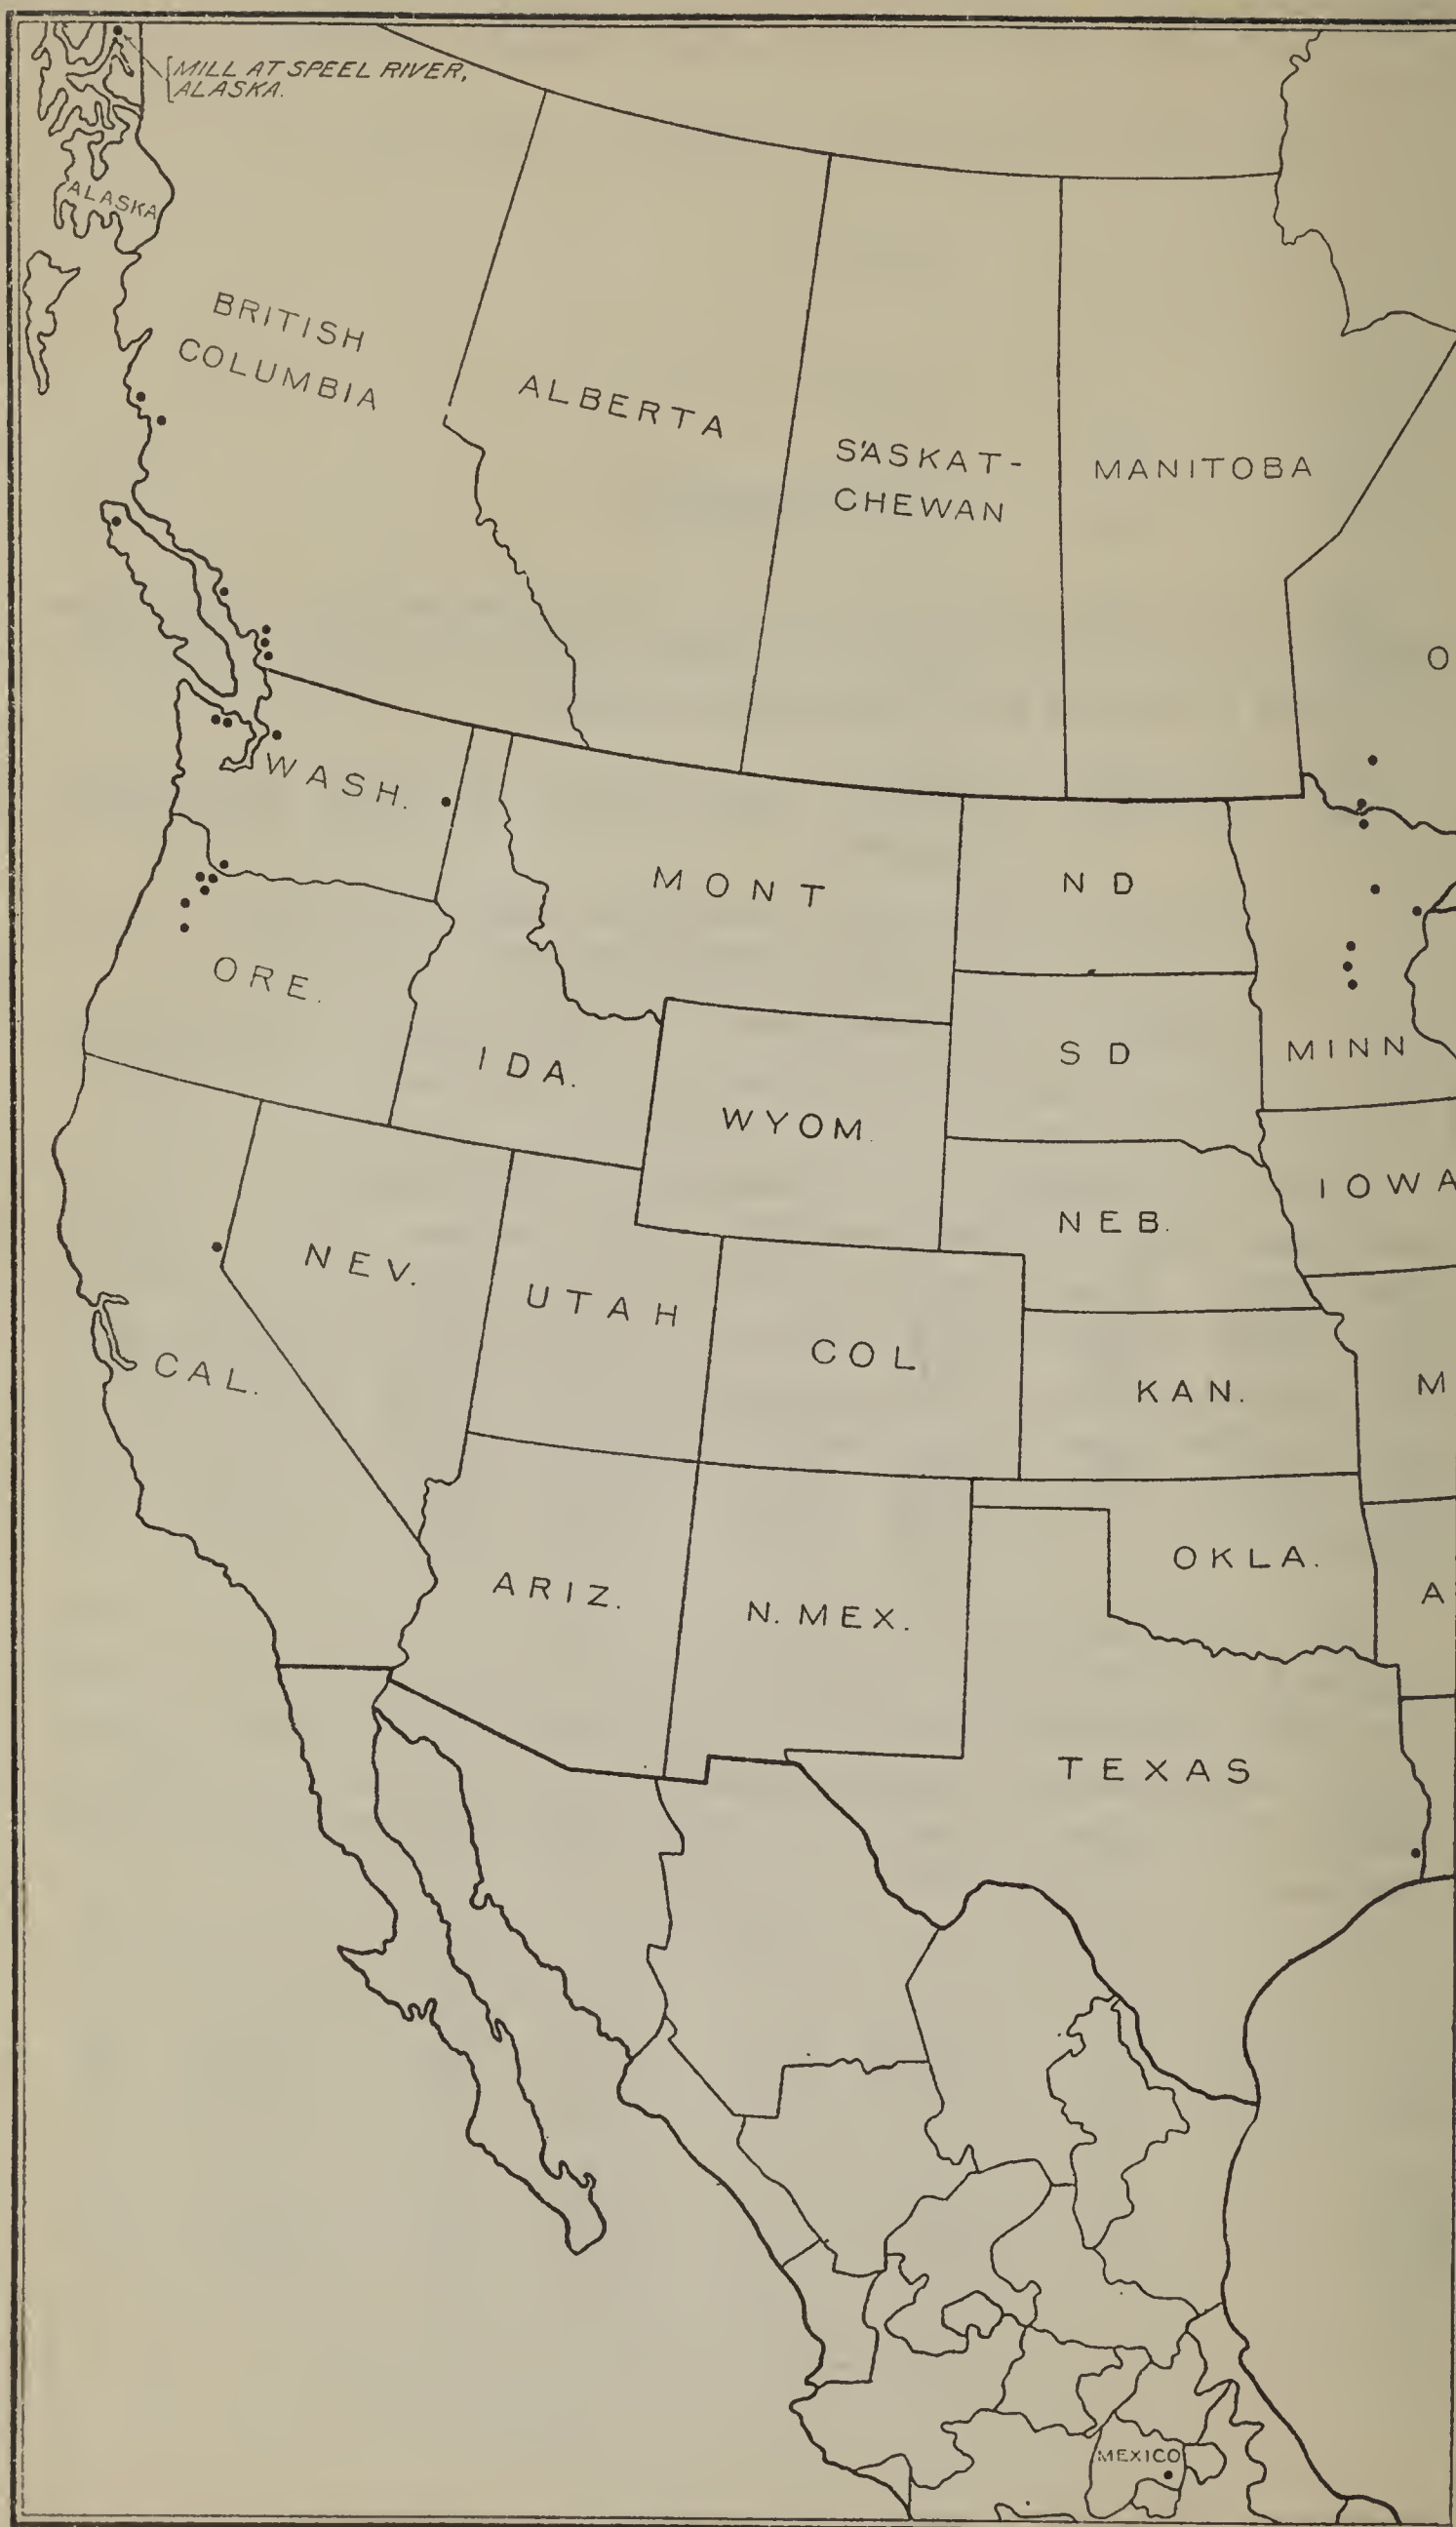 MILL AT SPEEL RIVER,
ALASKA.
ALASKA
BRITISH
COLUMBIA
ALBERTA
SASKAT-
CHEWAN
MANITOBA
O
WASH.
MONT
N D
ORE.
IDA.
S D
MINN
WYOM.
IOWA
NEB.
NEV.
UTAH
COL.
CAL.
KAN.
M
OKLA.
ARIZ.
N. MEX.
A
TEXAS
MEXICO